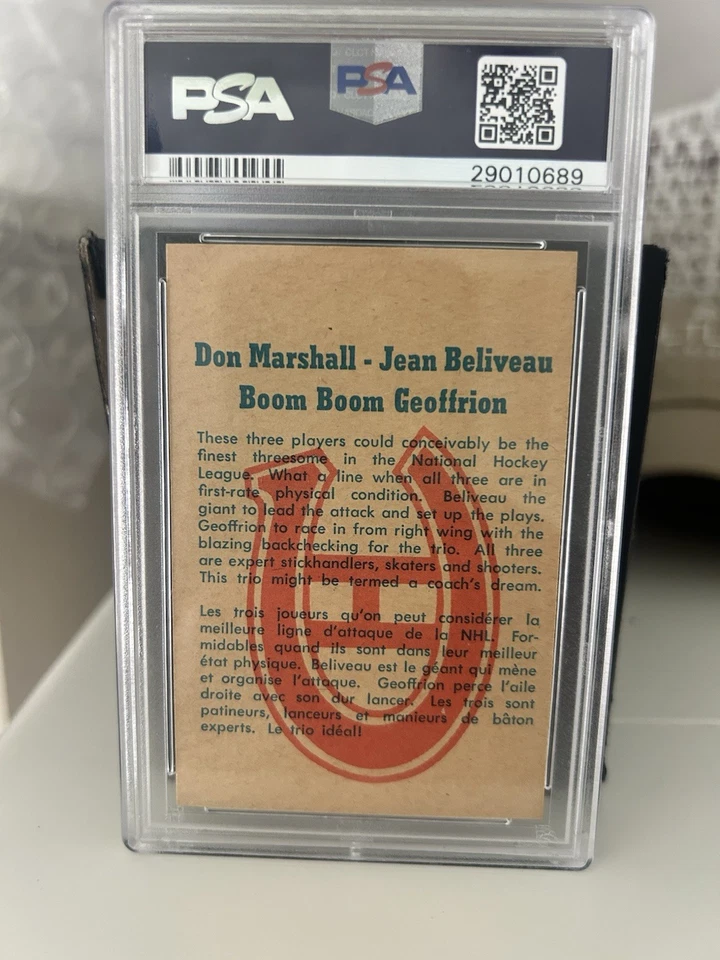 PSA
PSA
29010689
Don Marshall - Jean Beliveau
Boom Boom Geoffrion
These three players could conceivably be the
finest threesome in the National Hockey
League. What a line when all three are in
first-rate physical condition. Beliveau the
giant to lead the attack and set up the plays.
Geoffrion to race in from right wing with the
blazing backchecking for the trio. All three
are expert stickhandlers, skaters and shooters.
This trio might be termed a coach's dream.
Les trois joueurs qu'on peut considérer la
meilleure ligne d'attaque de la NHL. For-
midables quand ils sont dans leur meilleur
état physique. Beliveau est le géant qui mène
et organise l'attaque. Geoffrion perce l'aile
droite avec son dur lancer. Les trois sont
patineurs, lanceurs et manieurs de bâton
experts. Le trio idéal!